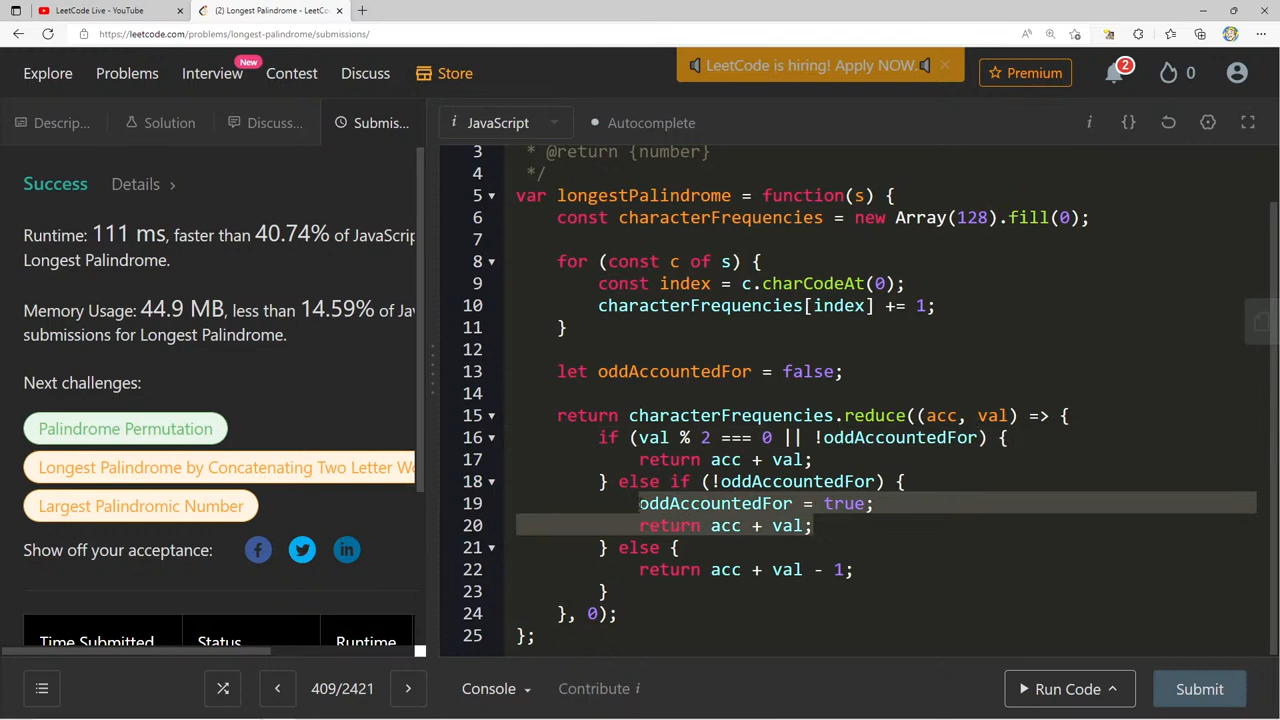 LeetCode Live - YouTube
(2) Longest Palindrome - LeetCo
https://leetcode.com/problems/longest-palindrome/submissions/
Explore
Problems
Interview
New
Contest
Discuss
Store
LeetCode is hiring! Apply NOW.
Premium
2
0
Descrip...
Solution
Discuss...
Submis...
i JavaScript
Autocomplete
i {}
Success Details >
Runtime: 111 ms, faster than 40.74% of JavaScrip
Longest Palindrome.
Memory Usage: 44.9 MB, less than 14.59% of Jav
submissions for Longest Palindrome.
Next challenges:
Palindrome Permutation
Longest Palindrome by Concatenating Two Letter Wo
Largest Palindromic Number
Show off your acceptance:
Time Submitted Status Runtime
3 * @return {number}
4 */
5 var longestPalindrome = function(s) {
6 const characterFrequencies = new Array(128).fill(0);
7
8 for (const c of s) {
9 const index = c.charCodeAt(0);
10 characterFrequencies[index] += 1;
11 }
12
13 let oddAccountedFor = false;
14
15 return characterFrequencies.reduce((acc, val) => {
16 if (val % 2 === 0 || !oddAccountedFor) {
17 return acc + val;
18 } else if (!oddAccountedFor) {
19 oddAccountedFor = true;
20 return acc + val;
21 } else {
22 return acc + val - 1;
23 }
24 }, 0);
25 };
409/2421
Console
Contribute i
Run Code
Submit